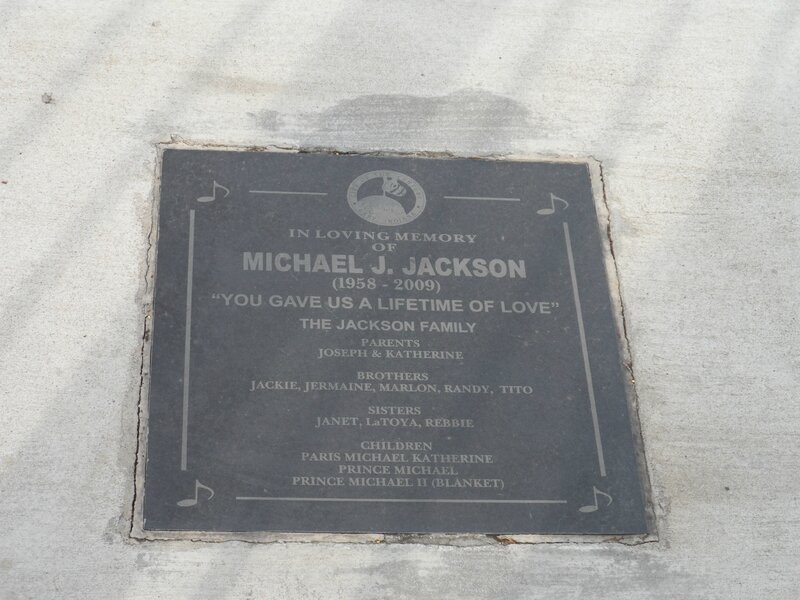 IN LOVING MEMORY
OF
MICHAEL J. JACKSON
(1958 - 2009)
"YOU GAVE US A LIFETIME OF LOVE"
THE JACKSON FAMILY
PARENTS
JOSEPH & KATHERINE
BROTHERS
JACKIE, JERMAINE, MARLON, RANDY, TITO
SISTERS
JANET, LaTOYA, REBBIE
CHILDREN
PARIS MICHAEL KATHERINE
PRINCE MICHAEL
PRINCE MICHAEL II (BLANKET)